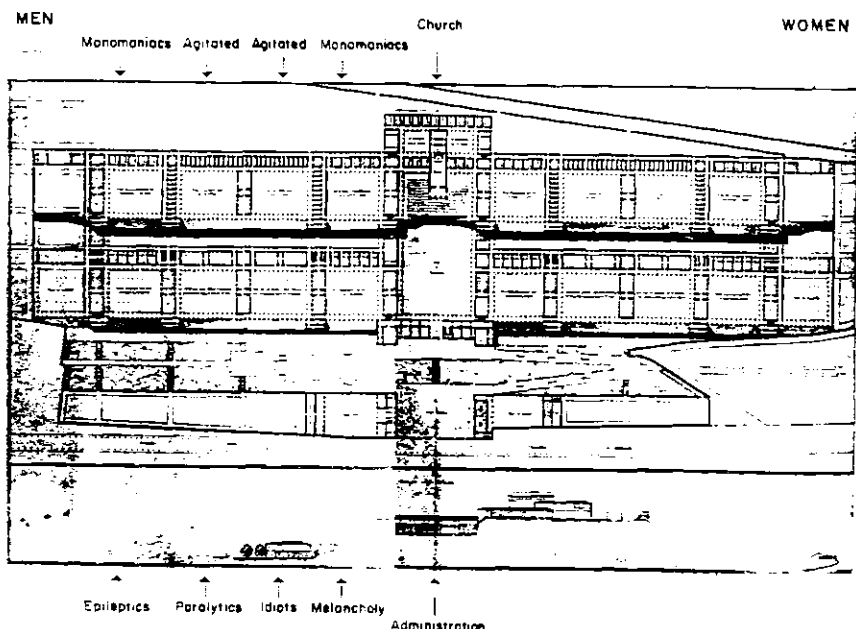 MEN
Church
WOMEN
Monomaniacs Agitated Agitated Monomaniacs
Epileptics Paralytics Idiots Melancholy
Administration